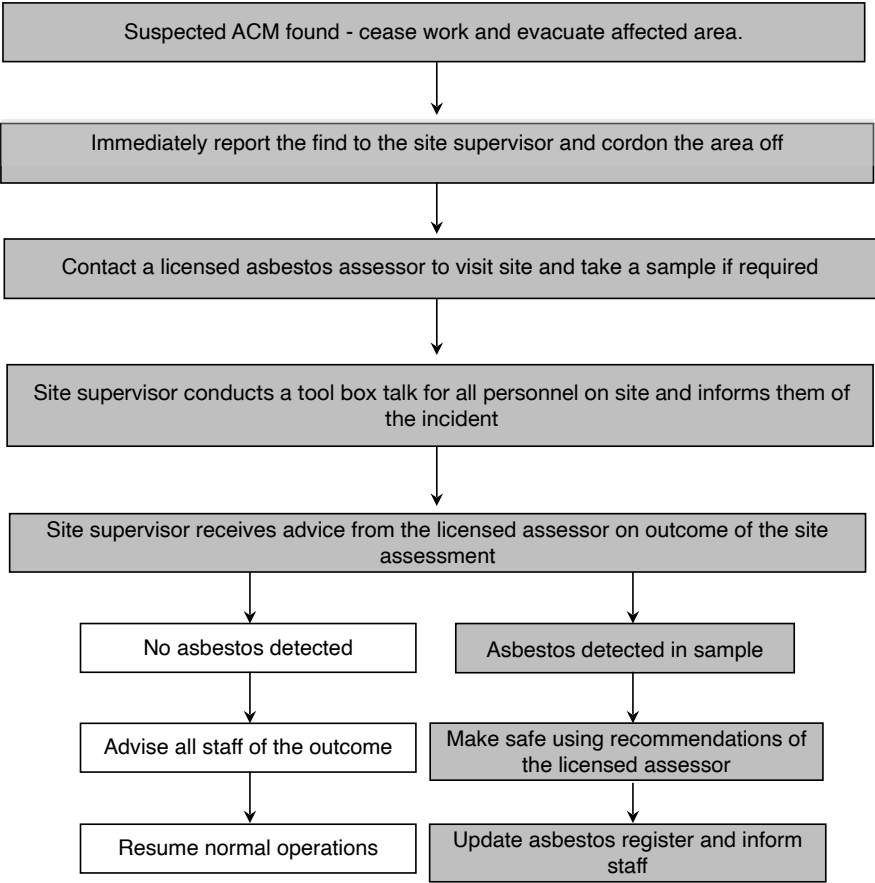 Suspected ACM found - cease work and evacuate affected area.
Immediately report the find to the site supervisor and cordon the area off
Contact a licensed asbestos assessor to visit site and take a sample if required
Site supervisor conducts a tool box talk for all personnel on site and informs them of
the incident
Site supervisor receives advice from the licensed assessor on outcome of the site
assessment
No asbestos detected
Asbestos detected in sample
Advise all staff of the outcome
Make safe using recommendations of
the licensed assessor
Resume normal operations
Update asbestos register and inform
staff